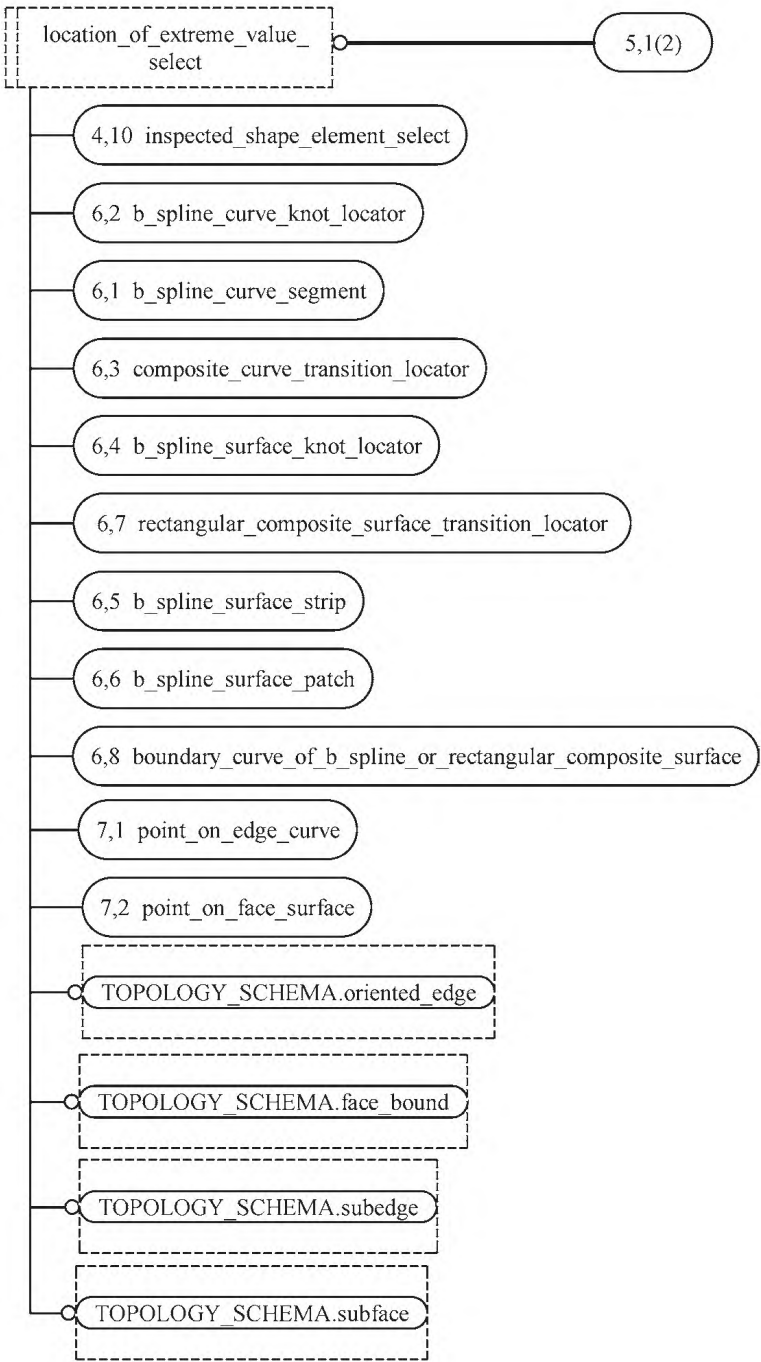 location_of_extreme_value_
select
5,1(2)
4,10 inspected_shape_element_select
6,2 b_spline_curve_knot_locator
6,1 b_spline_curve_segment
6,3 composite_curve_transition_locator
6,4 b_spline_surface_knot_locator
6,7 rectangular_composite_surface_transition_locator
6,5 b_spline_surface_strip
6,6 b_spline_surface_patch
6,8 boundary_curve_of_b_spline_or_rectangular_composite_surface
7,1 point_on_edge_curve
7,2 point_on_face_surface
TOPOLOGY_SCHEMA.oriented_edge
TOPOLOGY_SCHEMA.face_bound
TOPOLOGY_SCHEMA.subedge
TOPOLOGY_SCHEMA.subface